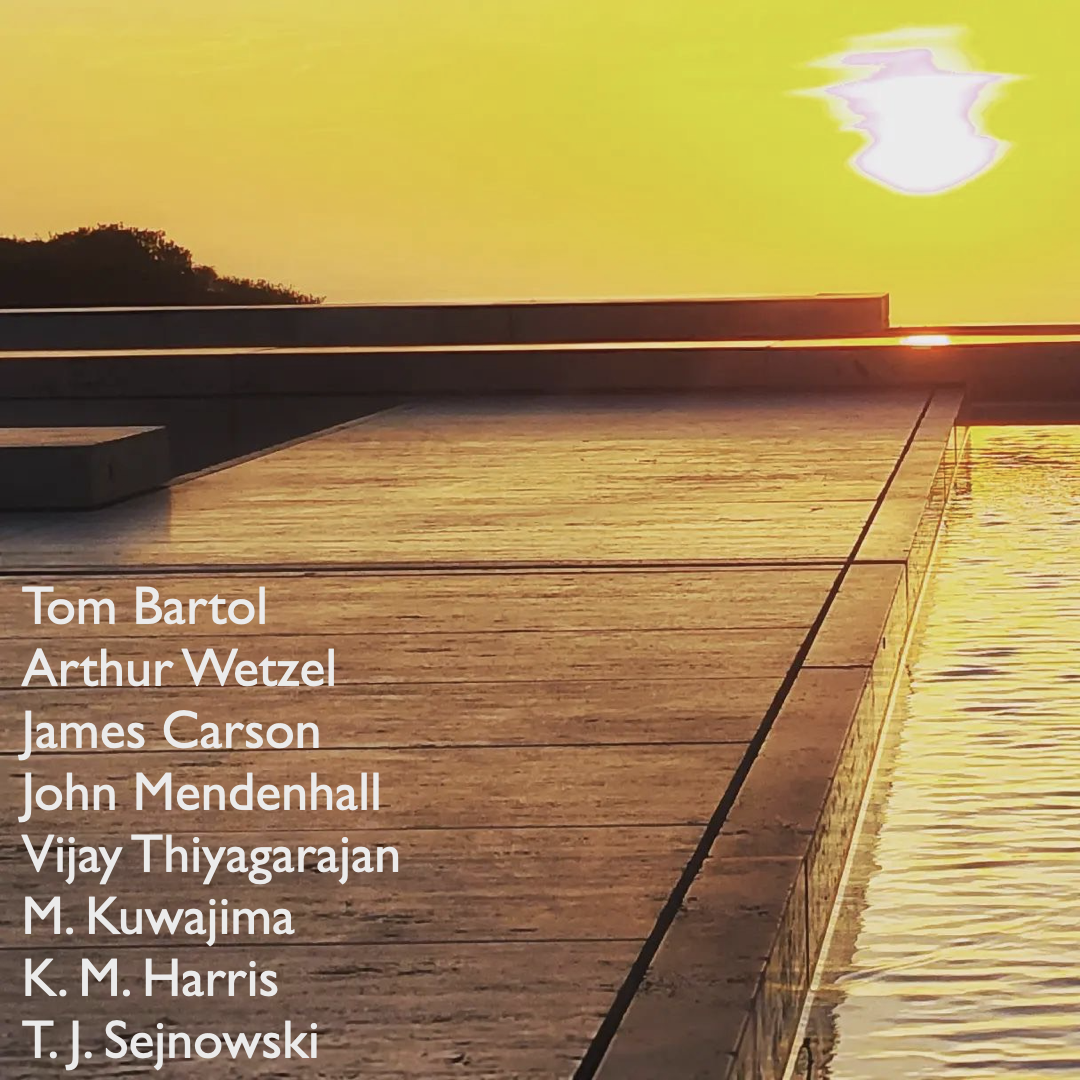 Tom Bartol
Arthur Wetzel
James Carson
John Mendenhall
Vijay Thiyagarajan
M. Kuwajima
K. M. Harris
T. J. Sejnowski